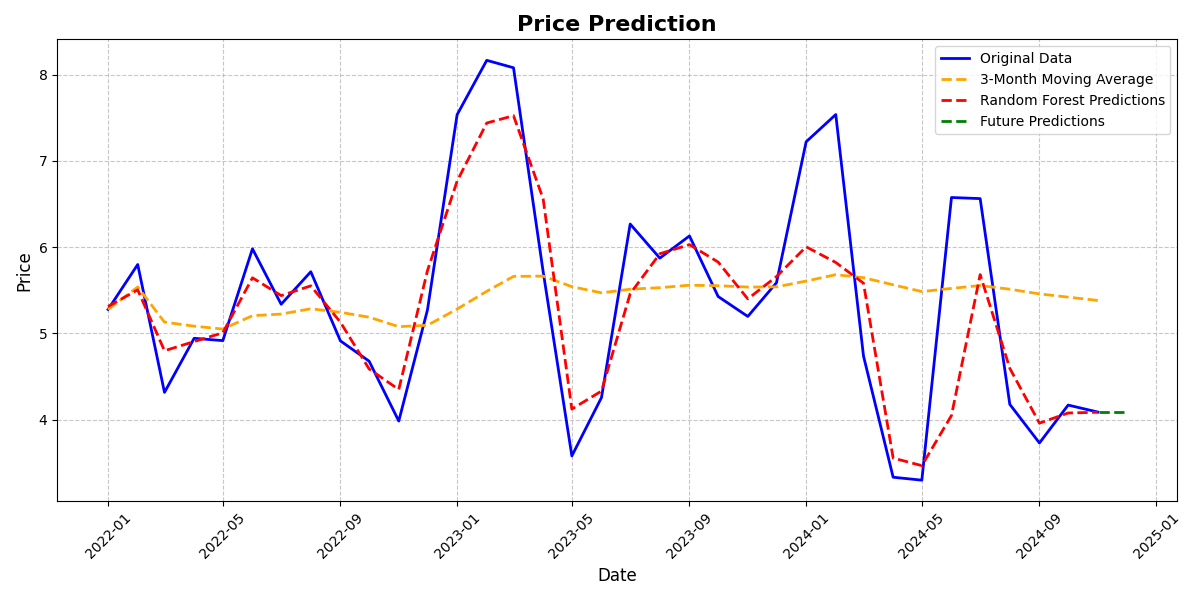 Price Prediction
Original Data
3-Month Moving Average
Random Forest Predictions
Future Predictions
Price
8
7
6
5
4
2022-01
2022-05
2022-09
2023-01
2023-05
2023-09
2024-01
2024-05
2024-09
2025-01
Date